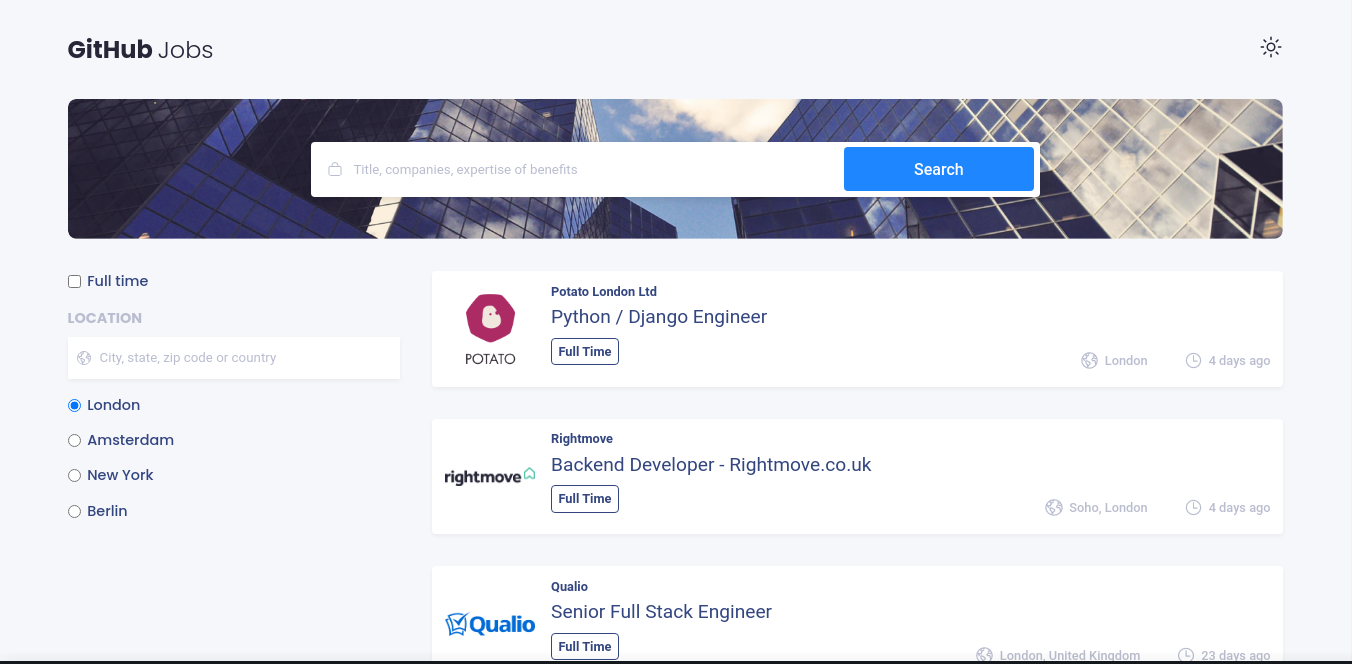 GitHub Jobs
Title, companies, expertise of benefits
Search
Full time
LOCATION
City, state, zip code or country
London
Amsterdam
New York
Berlin
POTATO
Potato London Ltd
Python / Django Engineer
Full Time
London
4 days ago
rightmove
Rightmove
Backend Developer - Rightmove.co.uk
Full Time
Soho, London
4 days ago
Qualio
Qualio
Senior Full Stack Engineer
Full Time
London, United Kingdom
23 days ago